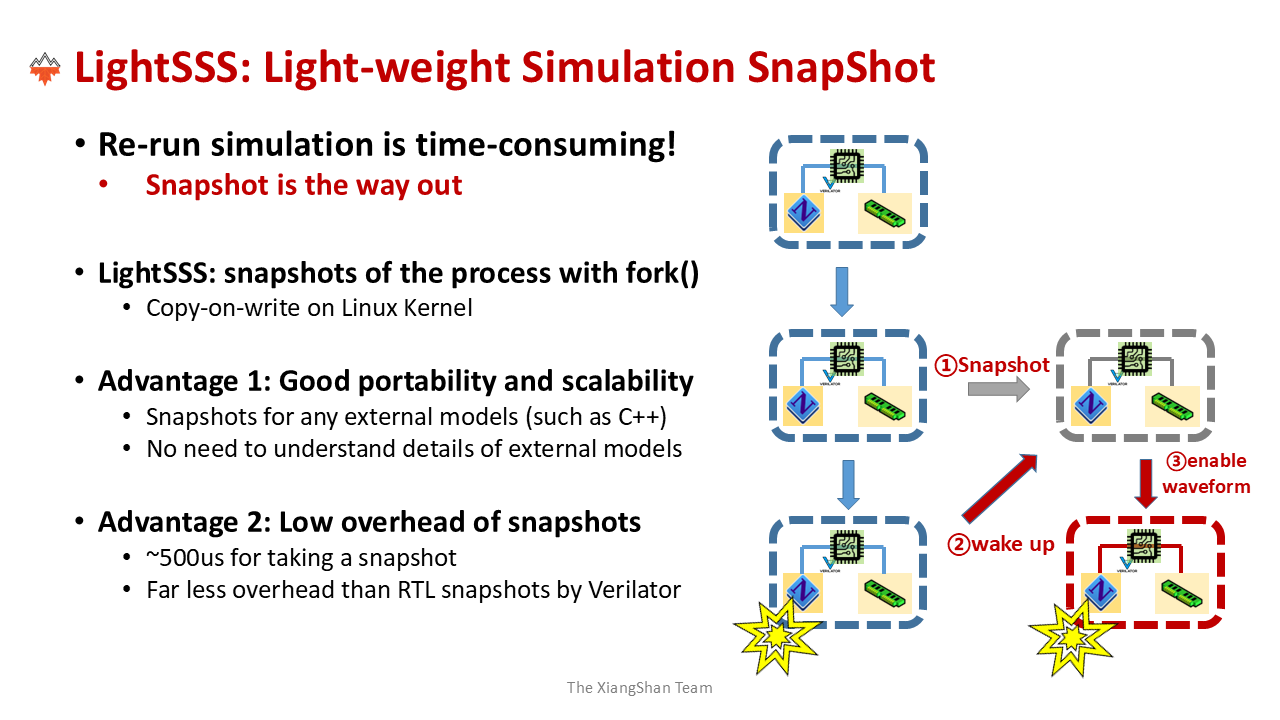 LightSSS: Light-weight Simulation SnapShot
• Re-run simulation is time-consuming!
• Snapshot is the way out
• LightSSS: snapshots of the process with fork()
• Copy-on-write on Linux Kernel
• Advantage 1: Good portability and scalability
• Snapshots for any external models (such as C++)
• No need to understand details of external models
• Advantage 2: Low overhead of snapshots
• ~500us for taking a snapshot
• Far less overhead than RTL snapshots by Verilator
VERILATOR
N
①Snapshot
VERILATOR
N
VERILATOR
N
③enable
waveform
②wake up
VERILATOR
N
VERILATOR
N
The XiangShan Team